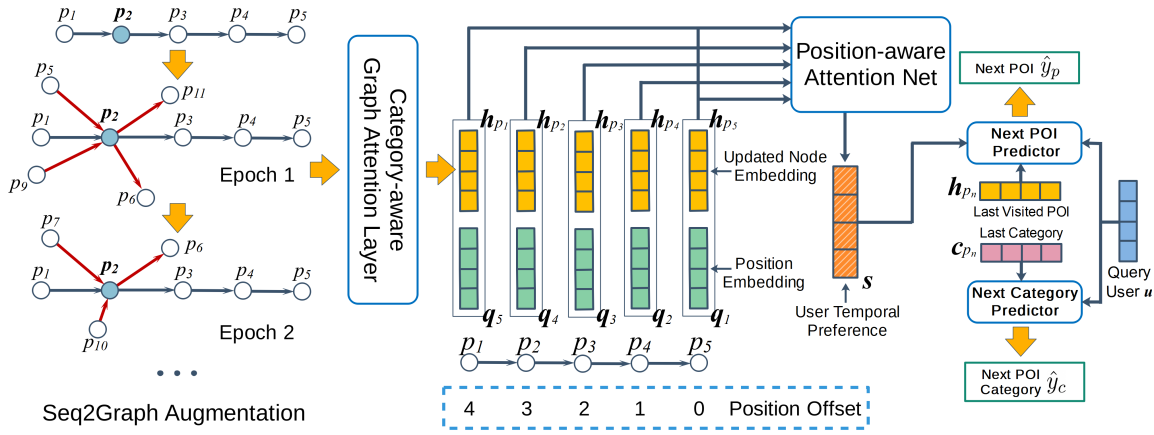 p1 p2 p3 p4 p5
p5
p11
p1 p2 p3 p4 p5
p9
p6
Epoch 1
p7
p6
p1 p2 p3 p4 p5
p10
Epoch 2
...
Seq2Graph Augmentation
Category-aware
Graph Attention Layer
Position-aware
Attention Net
hp1 hp2 hp3 hp4 hp5
Updated Node
Embedding
Position
Embedding
q5 q4 q3 q2 q1
p1 p2 p3 p4 p5
4 3 2 1 0 Position Offset
s
User Temporal
Preference
Next POI ŷp
Next POI
Predictor
hpn
Last Visited POI
Last Category
cpn
Next Category
Predictor
Query
User u
Next POI
Category ŷc